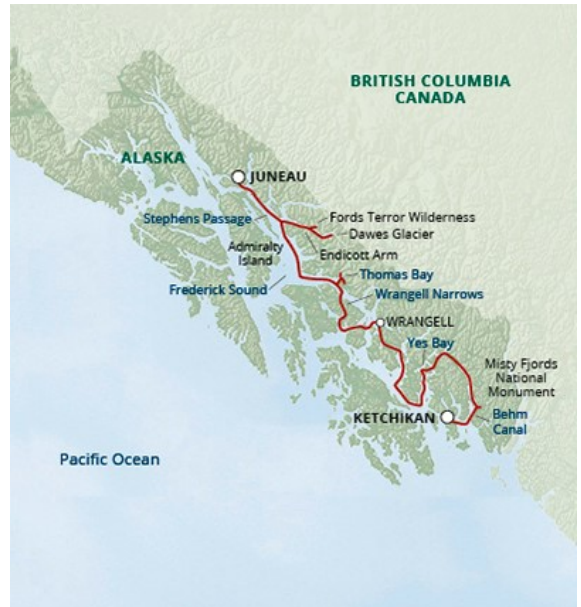 BRITISH COLUMBIA
CANADA
ALASKA
JUNEAU
Stephens Passage
Fords Terror Wilderness
Dawes Glacier
Admiralty
Island
Endicott Arm
Thomas Bay
Frederick Sound
Wrangell Narrows
WRANGELL
Yes Bay
Misty Fjords
National
Monument
KETCHIKAN
Behm
Canal
Pacific Ocean